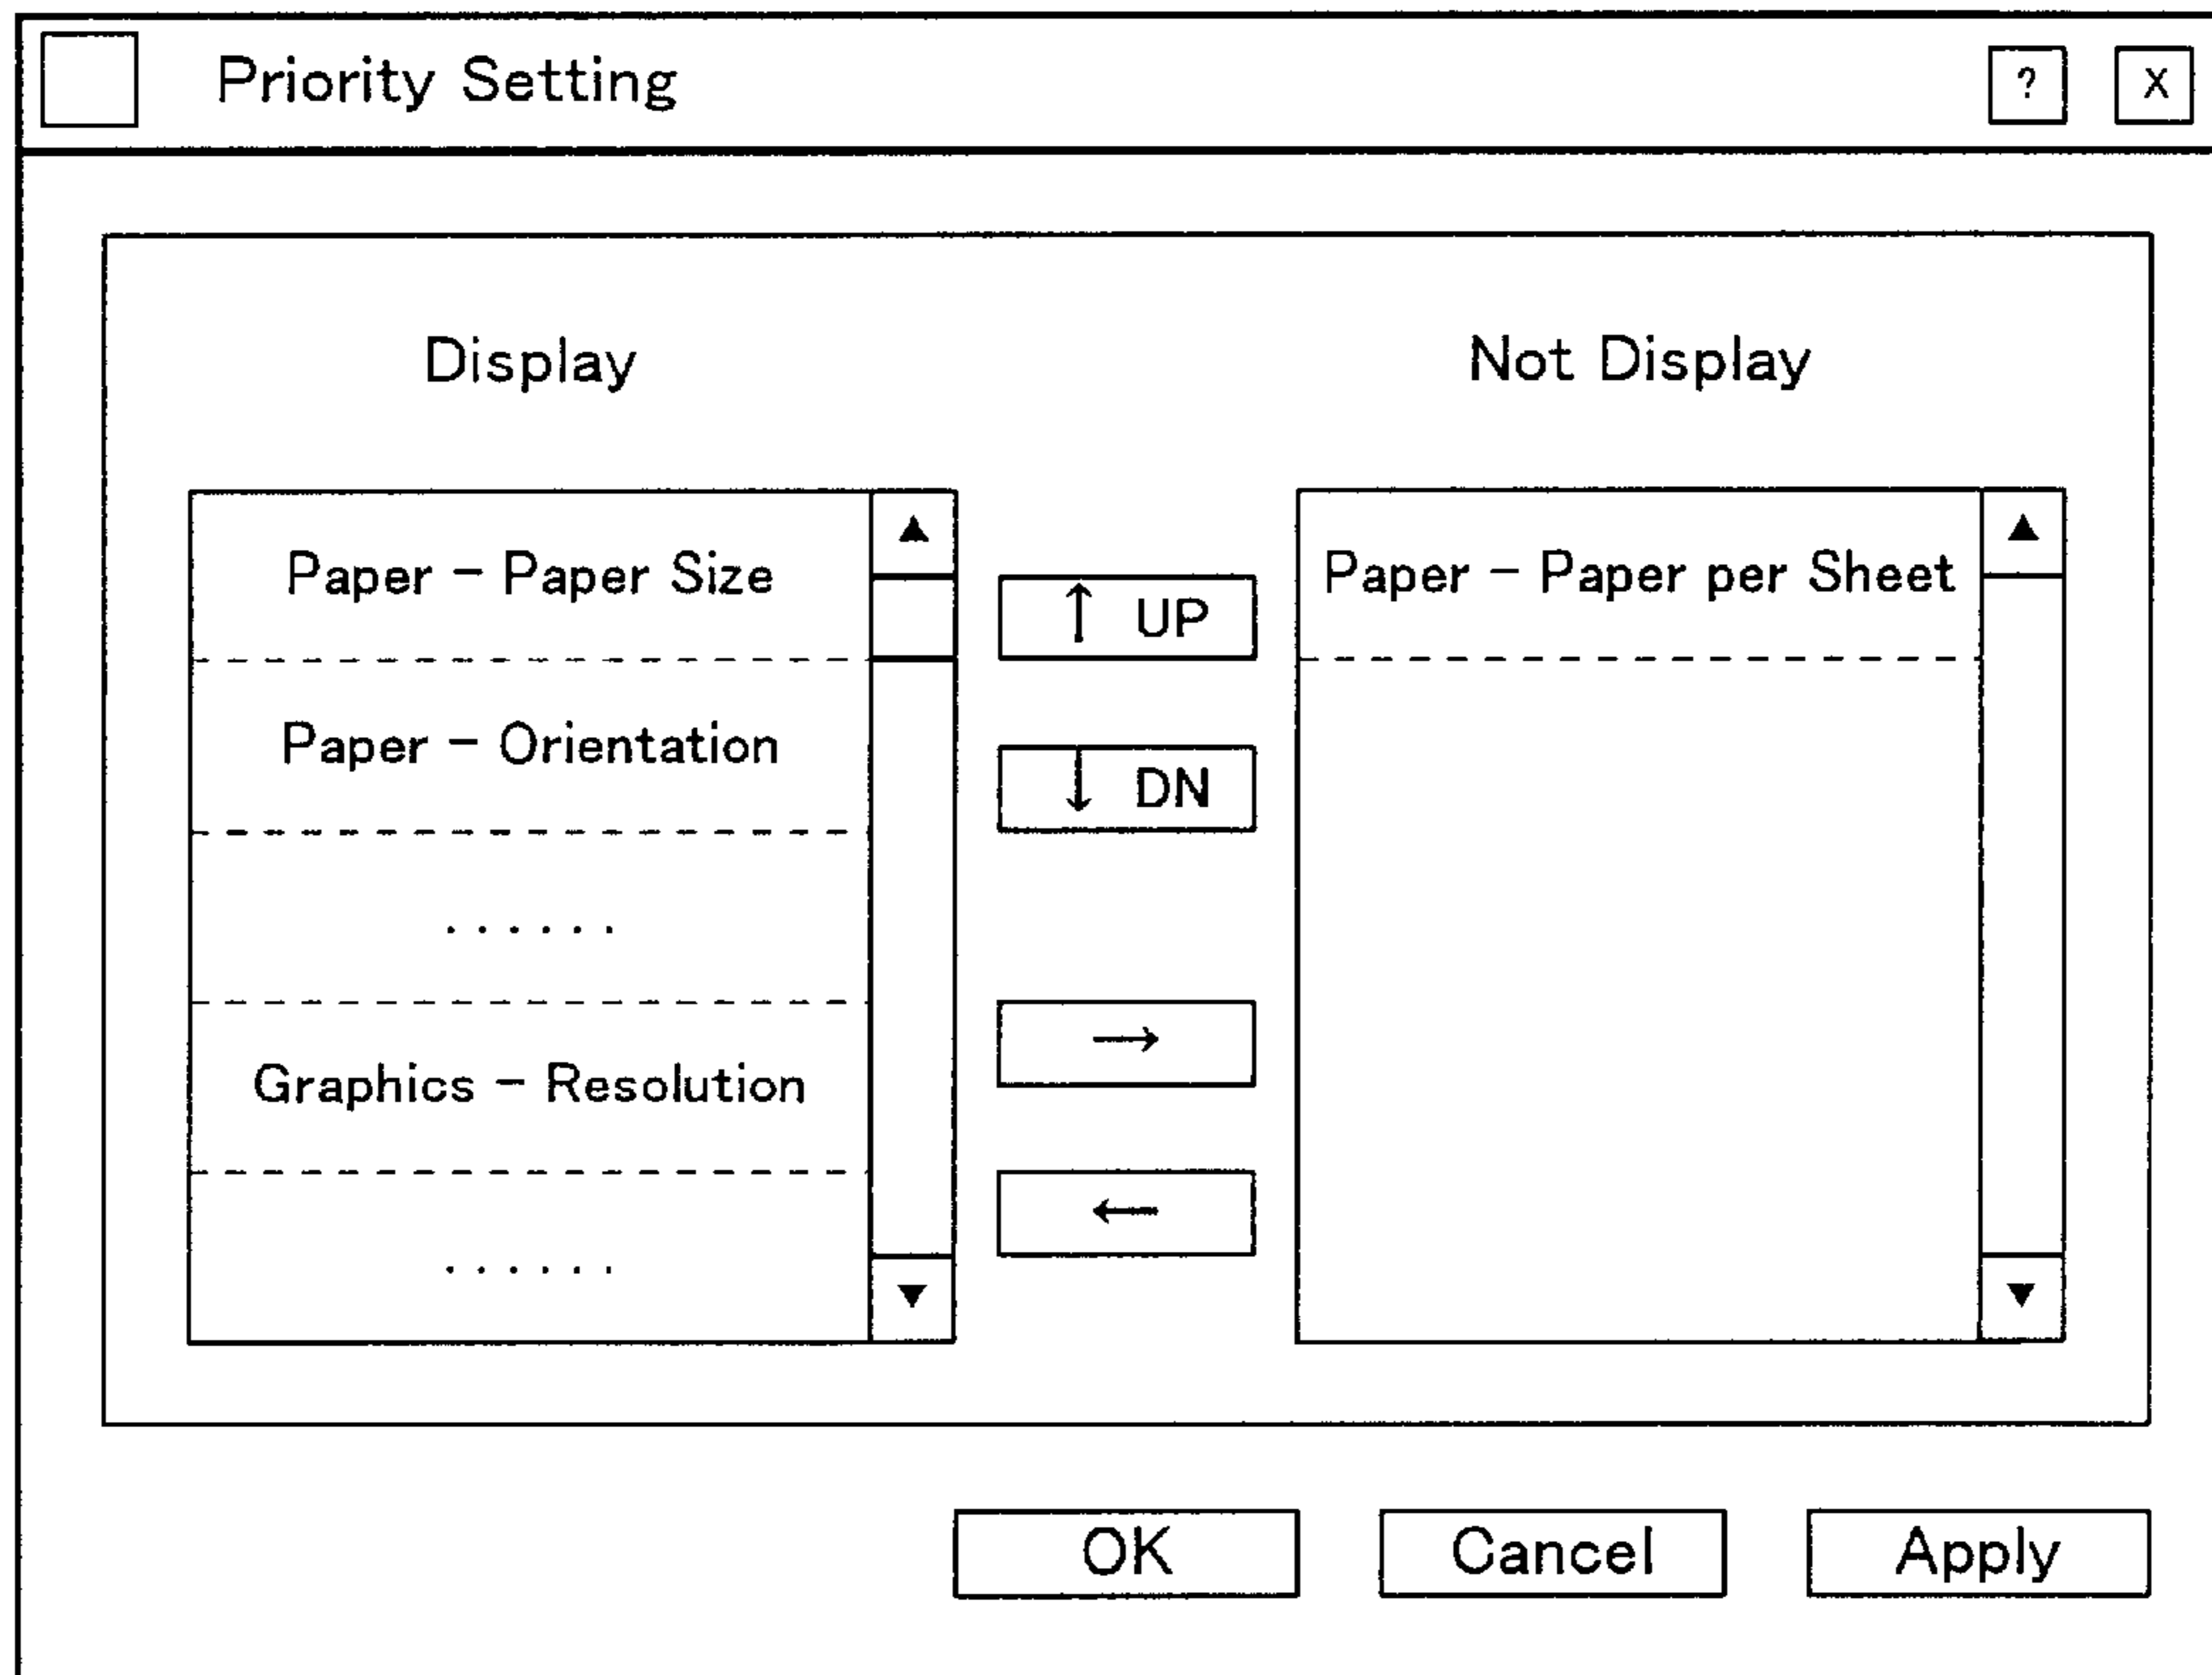 Priority Setting
? X
Display
Not Display
▲
▲
Paper - Paper Size
Paper - Paper per Sheet
↑ UP
Paper - Orientation
↓ DN
......
→
Graphics - Resolution
←
......
▼
▼
OK
Cancel
Apply